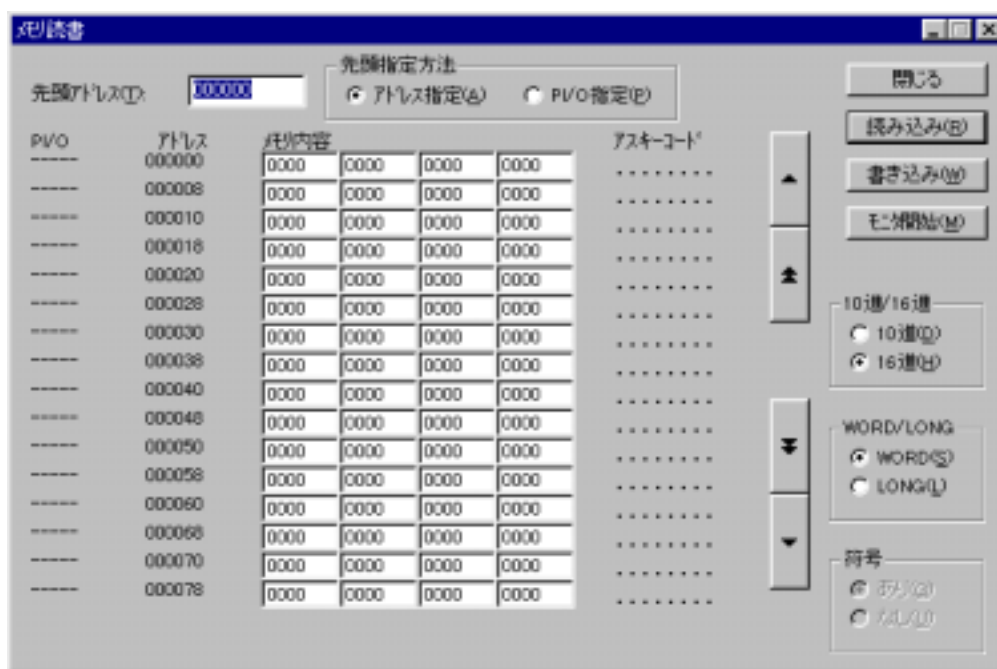 ﾒﾓﾘ読書
先頭ｱﾄﾞﾚｽ(T): 000000
先頭指定方法
ｱﾄﾞﾚｽ指定(A) PI/O指定(P)
閉じる
読み込み(R)
書き込み(W)
ﾓﾆﾀ開始(M)
PI/O ｱﾄﾞﾚｽ ﾒﾓﾘ内容 ｱｽｷｰｺｰﾄﾞ
----- 000000 0000 0000 0000 0000 ........
----- 000008 0000 0000 0000 0000 ........
----- 000010 0000 0000 0000 0000 ........
----- 000018 0000 0000 0000 0000 ........
----- 000020 0000 0000 0000 0000 ........
----- 000028 0000 0000 0000 0000 ........
----- 000030 0000 0000 0000 0000 ........
----- 000038 0000 0000 0000 0000 ........
----- 000040 0000 0000 0000 0000 ........
----- 000048 0000 0000 0000 0000 ........
----- 000050 0000 0000 0000 0000 ........
----- 000058 0000 0000 0000 0000 ........
----- 000060 0000 0000 0000 0000 ........
----- 000068 0000 0000 0000 0000 ........
----- 000070 0000 0000 0000 0000 ........
----- 000078 0000 0000 0000 0000 ........
10進/16進
10進(D)
16進(H)
WORD/LONG
WORD(S)
LONG(L)
符号
あり(G)
なし(U)